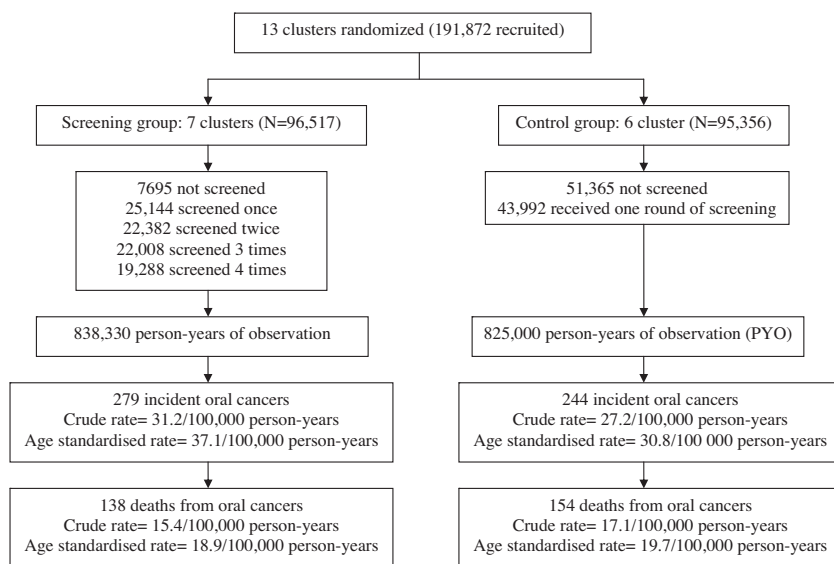 13 clusters randomized (191,872 recruited)
Screening group: 7 clusters (N=96,517)
7695 not screened
25,144 screened once
22,382 screened twice
22,008 screened 3 times
19,288 screened 4 times
838,330 person-years of observation
279 incident oral cancers
Crude rate= 31.2/100,000 person-years
Age standardised rate= 37.1/100,000 person-years
138 deaths from oral cancers
Crude rate= 15.4/100,000 person-years
Age standardised rate= 18.9/100,000 person-years
Control group: 6 cluster (N=95,356)
51,365 not screened
43,992 received one round of screening
825,000 person-years of observation (PYO)
244 incident oral cancers
Crude rate= 27.2/100,000 person-years
Age standardised rate= 30.8/100 000 person-years
154 deaths from oral cancers
Crude rate= 17.1/100,000 person-years
Age standardised rate= 19.7/100,000 person-years